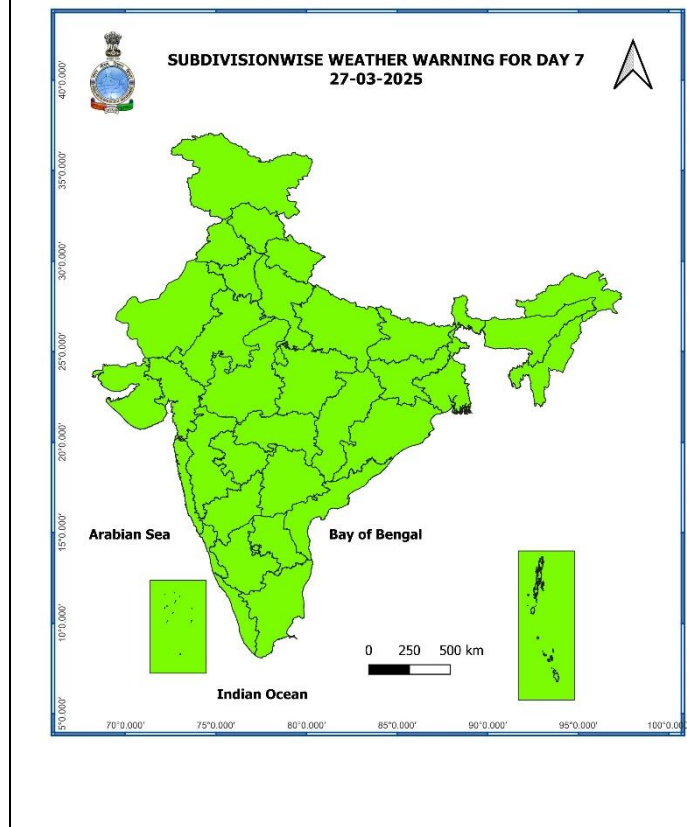 SUBDIVISIONWISE WEATHER WARNING FOR DAY 7
27-03-2025
40°0.000'
35°0.000'
30°0.000'
25°0.000'
20°0.000'
15°0.000'
10°0.000'
5°0.000'
Arabian Sea
Bay of Bengal
0 250 500 km
Indian Ocean
70°0.000' 75°0.000' 80°0.000' 85°0.000' 90°0.000' 95°0.000' 100°0.000